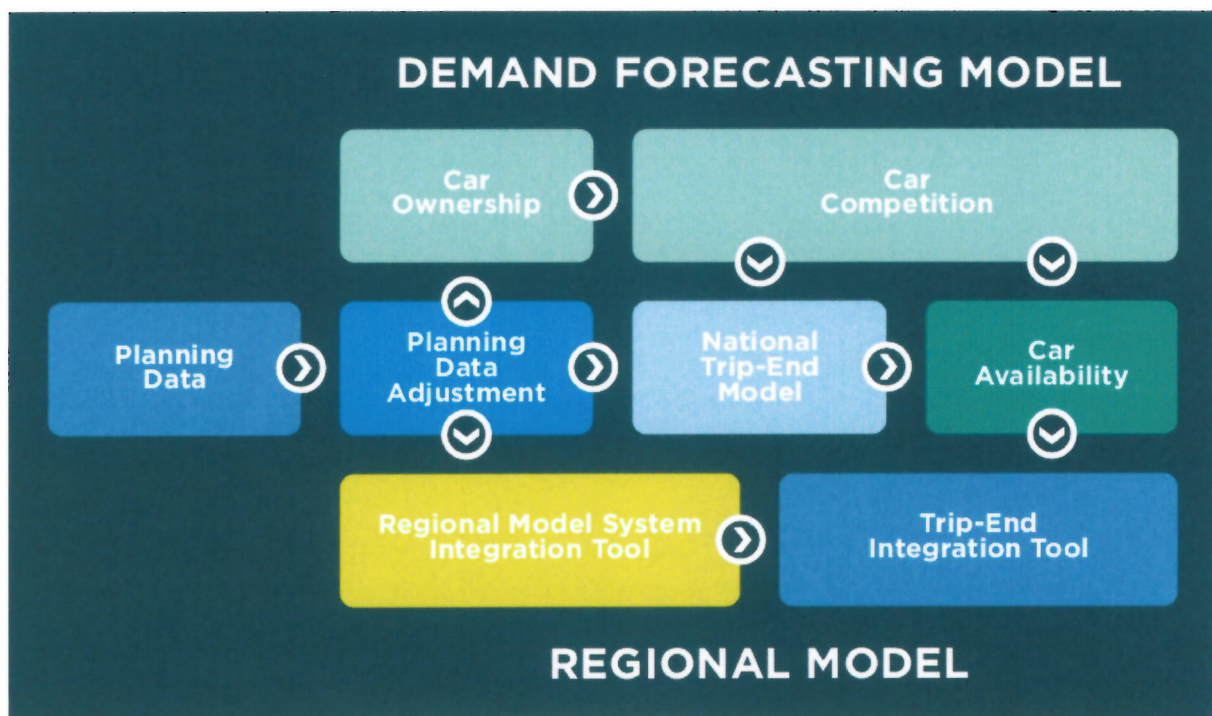 DEMAND FORECASTING MODEL
Car
Ownership
Car
Competition
Planning
Data
Planning
Data
Adjustment
National
Trip-End
Model
Car
Availability
Regional Model System
Integration Tool
Trip-End
Integration Tool
REGIONAL MODEL